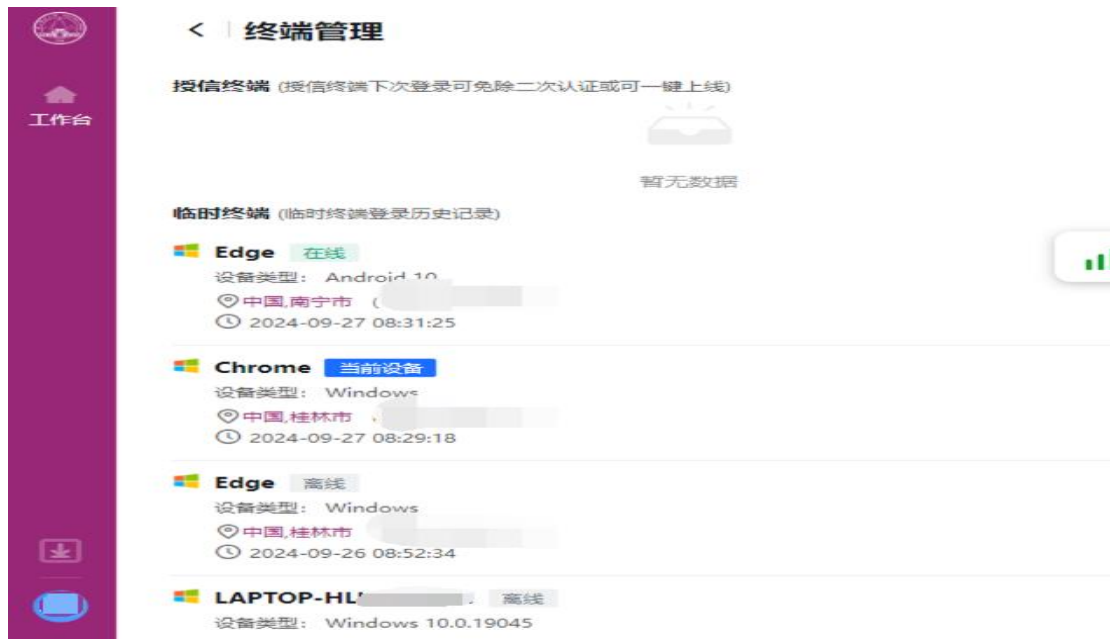 < 终端管理
工作台
授信终端 (授信终端下次登录可免除二次认证或可一键上线)
暂无数据
临时终端 (临时终端登录历史记录)
Edge 在线
设备类型： Android 10
中国,南宁市 (
2024-09-27 08:31:25
Chrome 当前设备
设备类型： Windows
中国,桂林市
2024-09-27 08:29:18
Edge 离线
设备类型： Windows
中国,桂林市
2024-09-26 08:52:34
LAPTOP-HL 离线
设备类型： Windows 10.0.19045